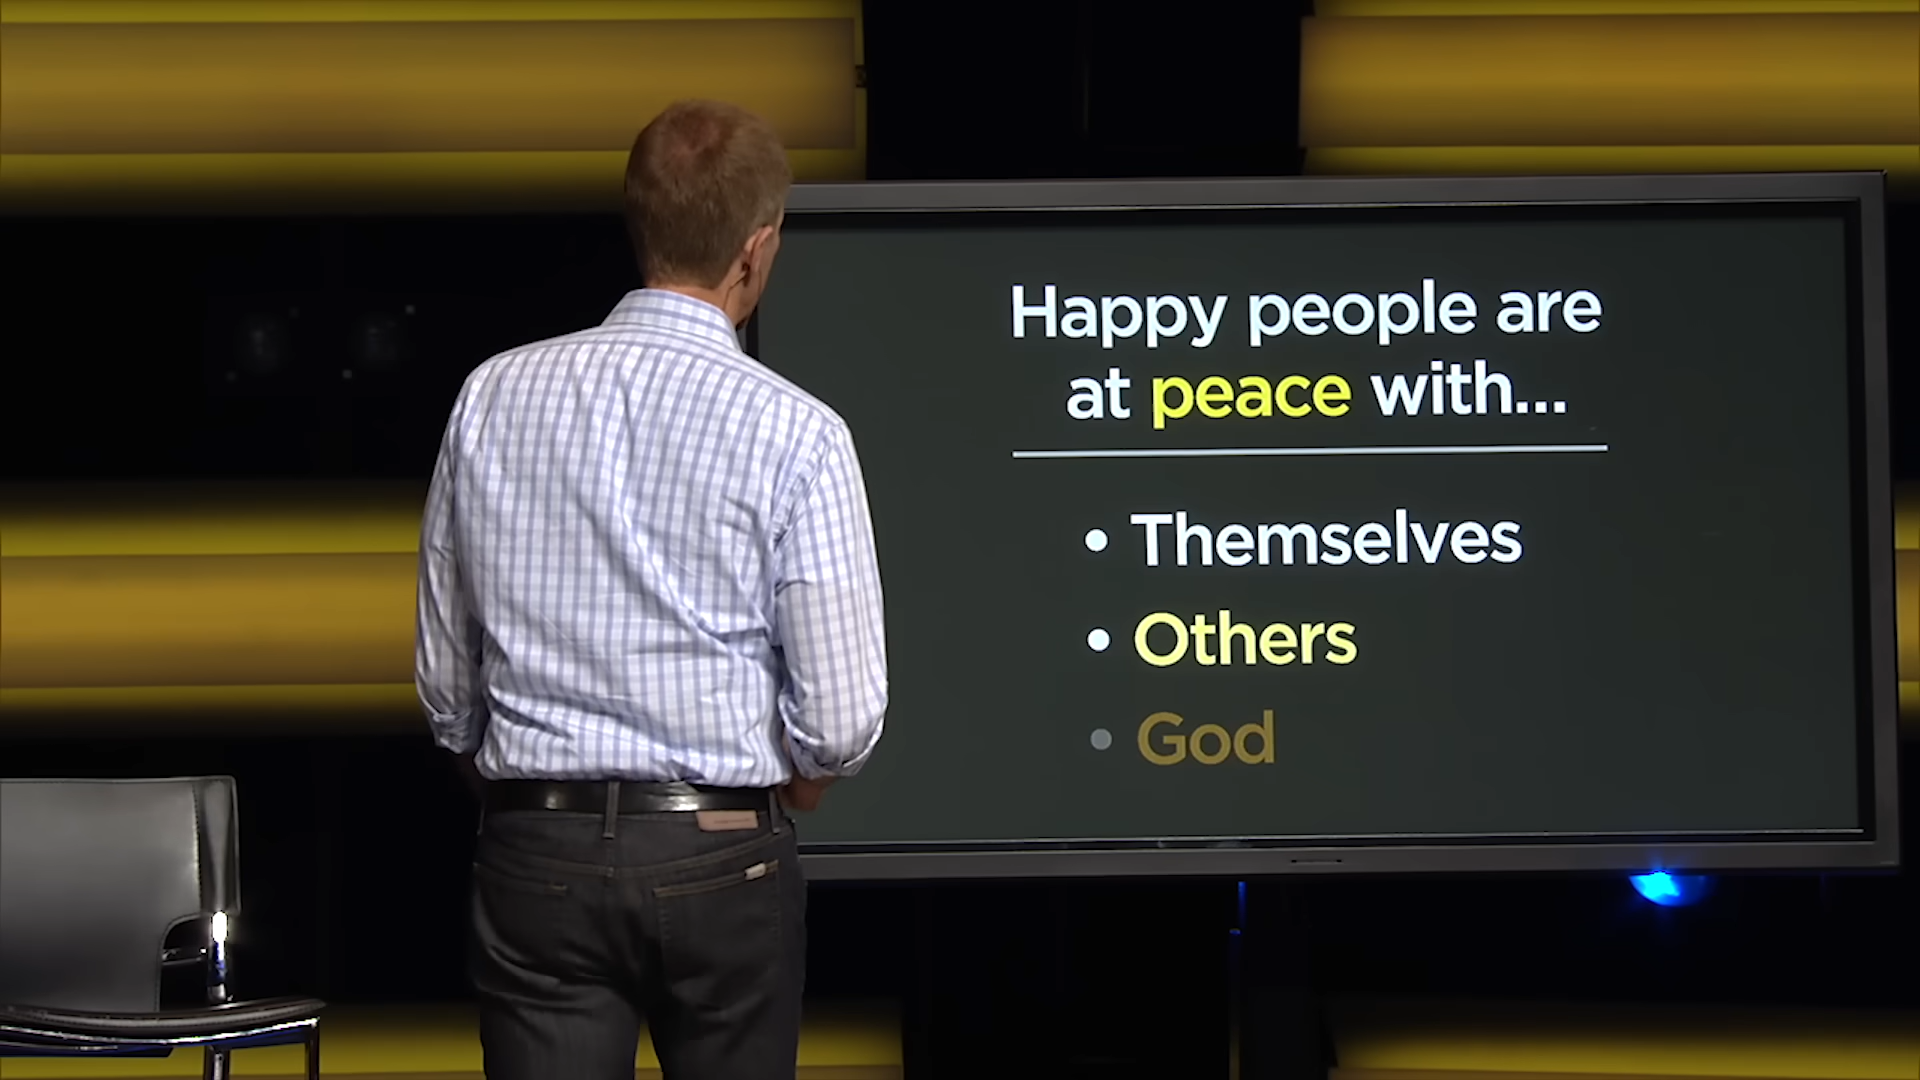 Happy people are
at peace with...
• Themselves
• Others
• God